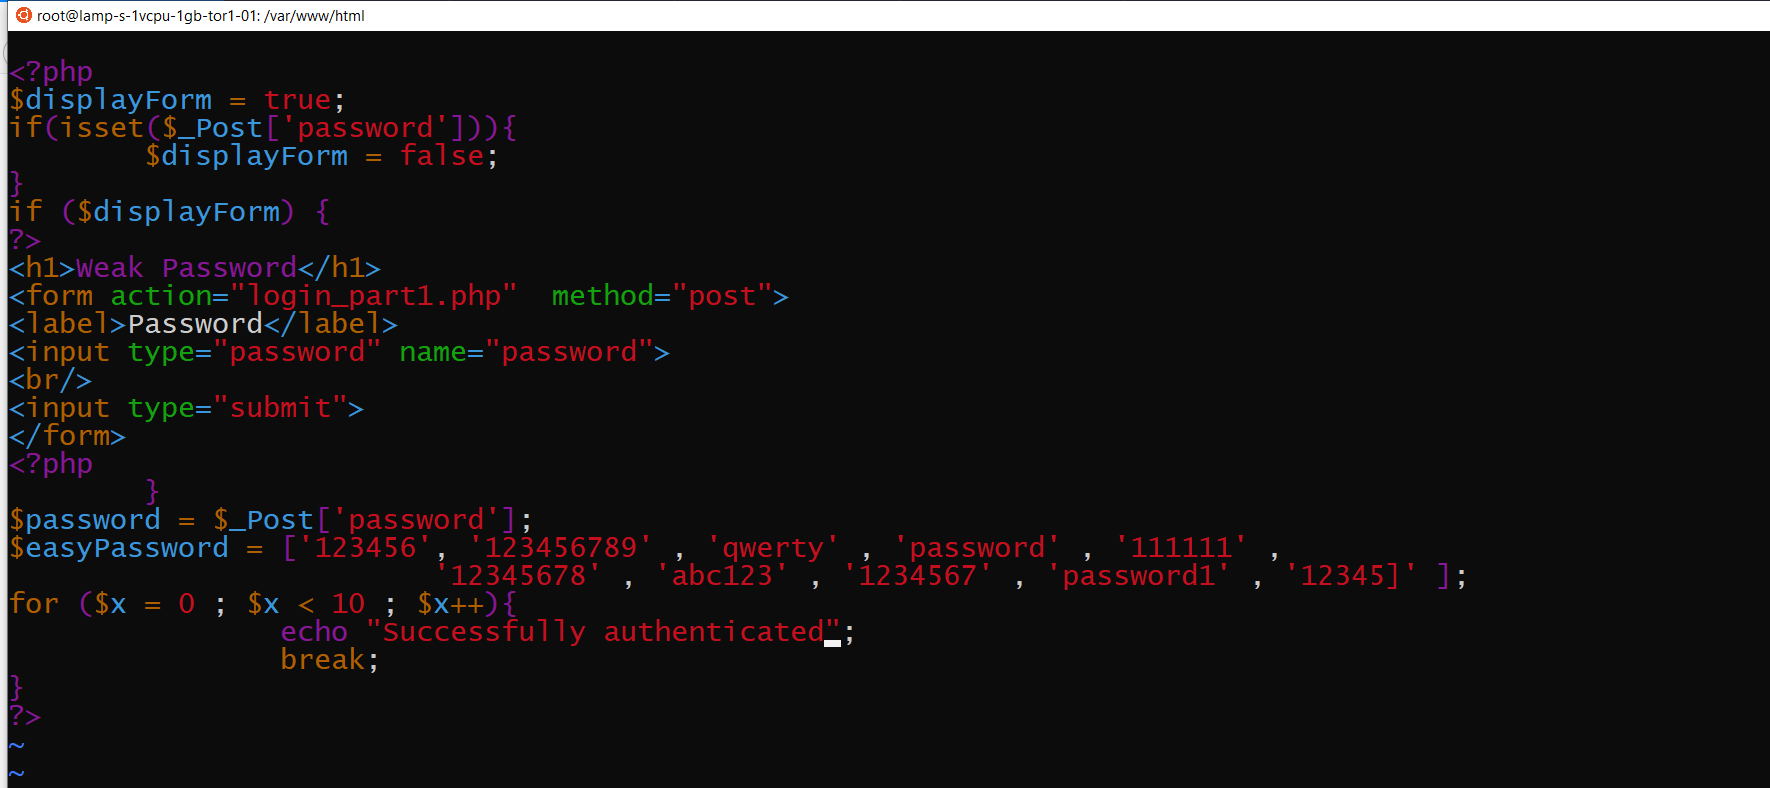 root@lamp-s-1vcpu-1gb-tor1-01: /var/www/html
<?php
$displayForm = true;
if(isset($_Post['password'])){
        $displayForm = false;
}
if ($displayForm) {
?>
<h1>Weak Password</h1>
<form action="login_part1.php"  method="post">
<label>Password</label>
<input type="password" name="password">
<br/>
<input type="submit">
</form>
<?php
        }
$password = $_Post['password'];
$easyPassword = ['123456', '123456789' , 'qwerty' , 'password' , '111111' ,
                         '12345678' , 'abc123' , '1234567' , 'password1' , '12345]' ];
for ($x = 0 ; $x < 10 ; $x++){
                echo "Successfully authenticated";
                break;
}
?>
~
~